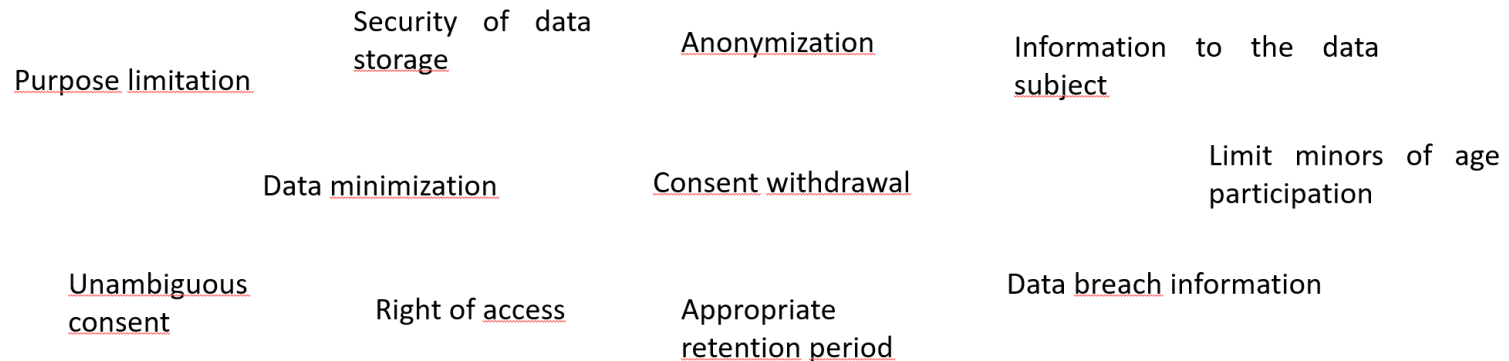 Purpose limitation
Security of data
storage
Anonymization
Information to the data
subject
Data minimization
Consent withdrawal
Limit minors of age
participation
Unambiguous
consent
Right of access
Appropriate
retention period
Data breach information